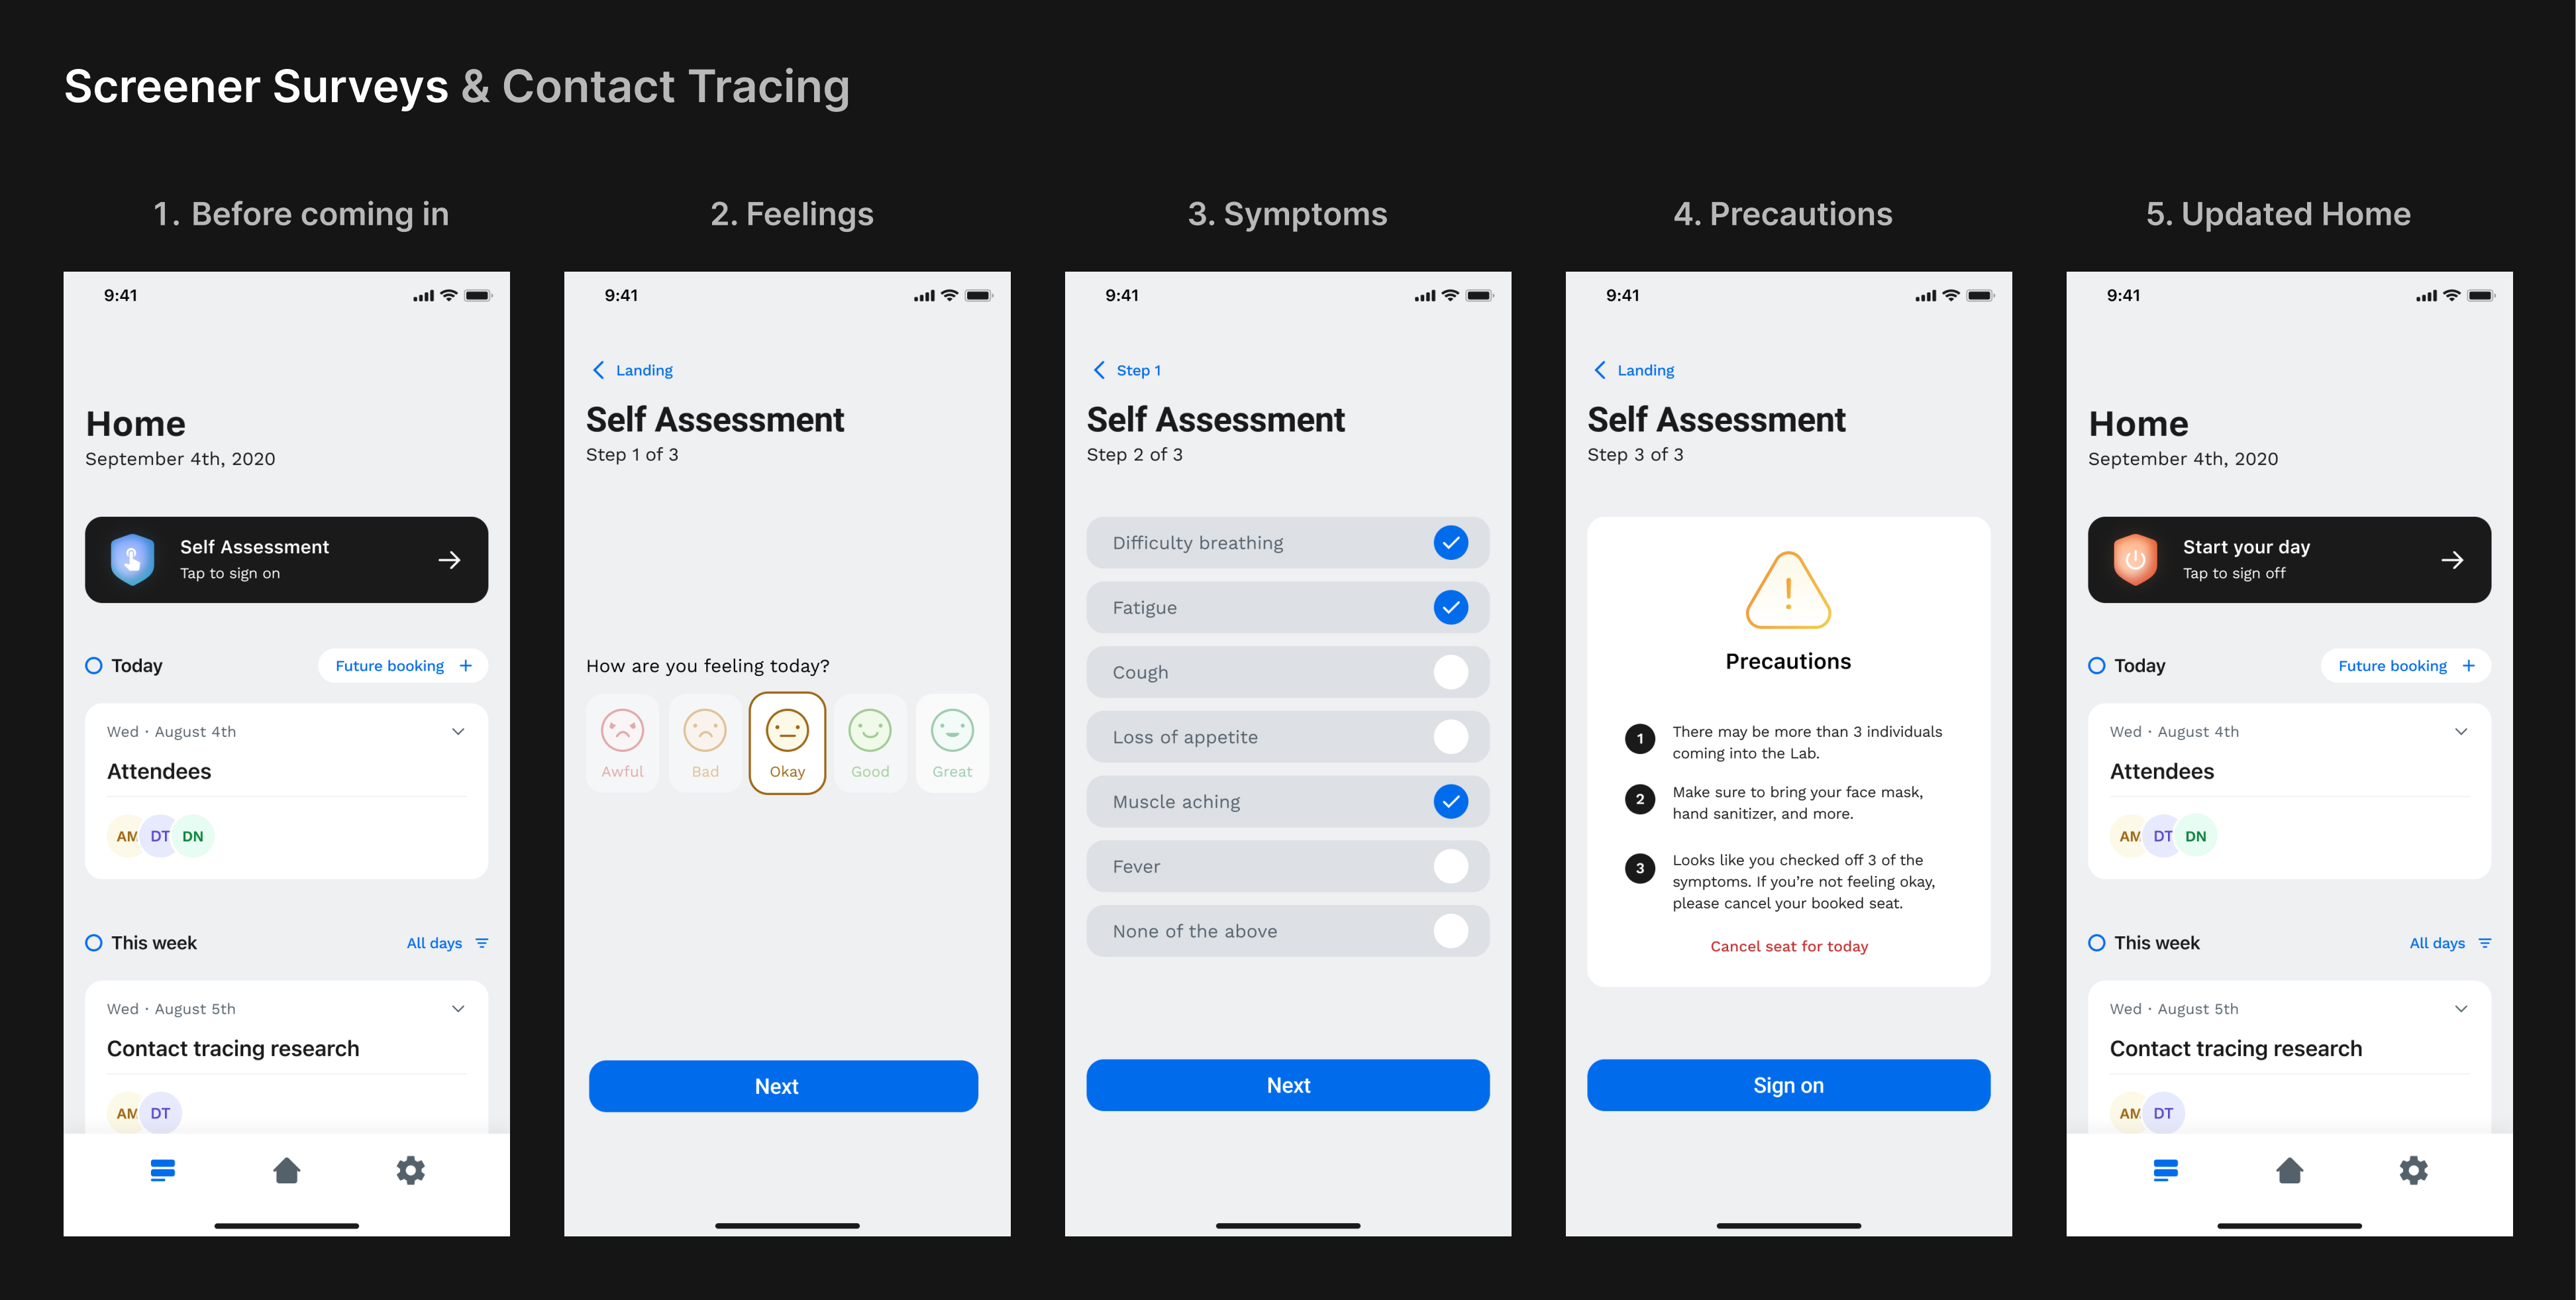 Screener Surveys & Contact Tracing
1. Before coming in
9:41
Home
September 4th, 2020
Self Assessment
Tap to sign on
Today
Future booking +
Wed · August 4th
Attendees
AM DT DN
This week
All days
Wed · August 5th
Contact tracing research
AM DT
2. Feelings
9:41
Landing
Self Assessment
Step 1 of 3
How are you feeling today?
Awful Bad Okay Good Great
Next
3. Symptoms
9:41
Step 1
Self Assessment
Step 2 of 3
Difficulty breathing
Fatigue
Cough
Loss of appetite
Muscle aching
Fever
None of the above
Next
4. Precautions
9:41
Landing
Self Assessment
Step 3 of 3
!
Precautions
1 There may be more than 3 individuals
coming into the Lab.
2 Make sure to bring your face mask,
hand sanitizer, and more.
3 Looks like you checked off 3 of the
symptoms. If you’re not feeling okay,
please cancel your booked seat.
Cancel seat for today
Sign on
5. Updated Home
9:41
Home
September 4th, 2020
Start your day
Tap to sign off
Today
Future booking +
Wed · August 4th
Attendees
AM DT DN
This week
All days
Wed · August 5th
Contact tracing research
AM DT